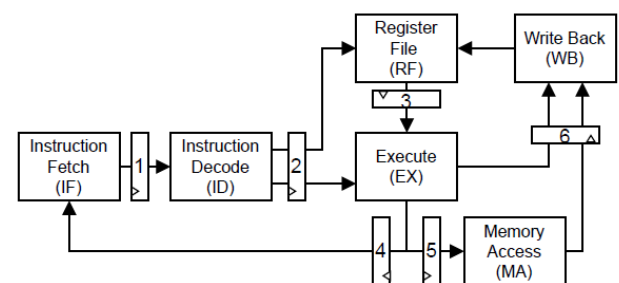 Register
File
(RF)
Write Back
(WB)
3
6
Instruction
Fetch
(IF)
1
Instruction
Decode
(ID)
2
Execute
(EX)
4
5
Memory
Access
(MA)